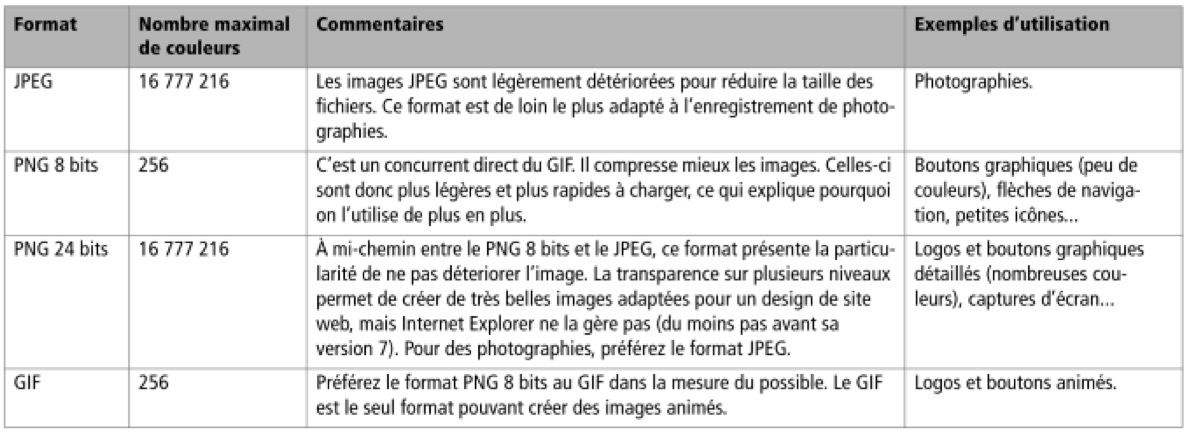 Format
Nombre maximal
de couleurs
Commentaires
Exemples d'utilisation
JPEG
16 777 216
Les images JPEG sont légèrement détériorées pour réduire la taille des
fichiers. Ce format est de loin le plus adapté à l'enregistrement de photo-
graphies.
Photographies.
PNG 8 bits
256
C'est un concurrent direct du GIF. Il compresse mieux les images. Celles-ci
sont donc plus légères et plus rapides à charger, ce qui explique pourquoi
on l'utilise de plus en plus.
Boutons graphiques (peu de
couleurs), flèches de naviga-
tion, petites icônes...
PNG 24 bits
16 777 216
À mi-chemin entre le PNG 8 bits et le JPEG, ce format présente la particu-
larité de ne pas déteriorer l'image. La transparence sur plusieurs niveaux
permet de créer de très belles images adaptées pour un design de site
web, mais Internet Explorer ne la gère pas (du moins pas avant sa
version 7). Pour des photographies, préférez le format JPEG.
Logos et boutons graphiques
détaillés (nombreuses cou-
leurs), captures d'écran...
GIF
256
Préférez le format PNG 8 bits au GIF dans la mesure du possible. Le GIF
est le seul format pouvant créer des images animés.
Logos et boutons animés.